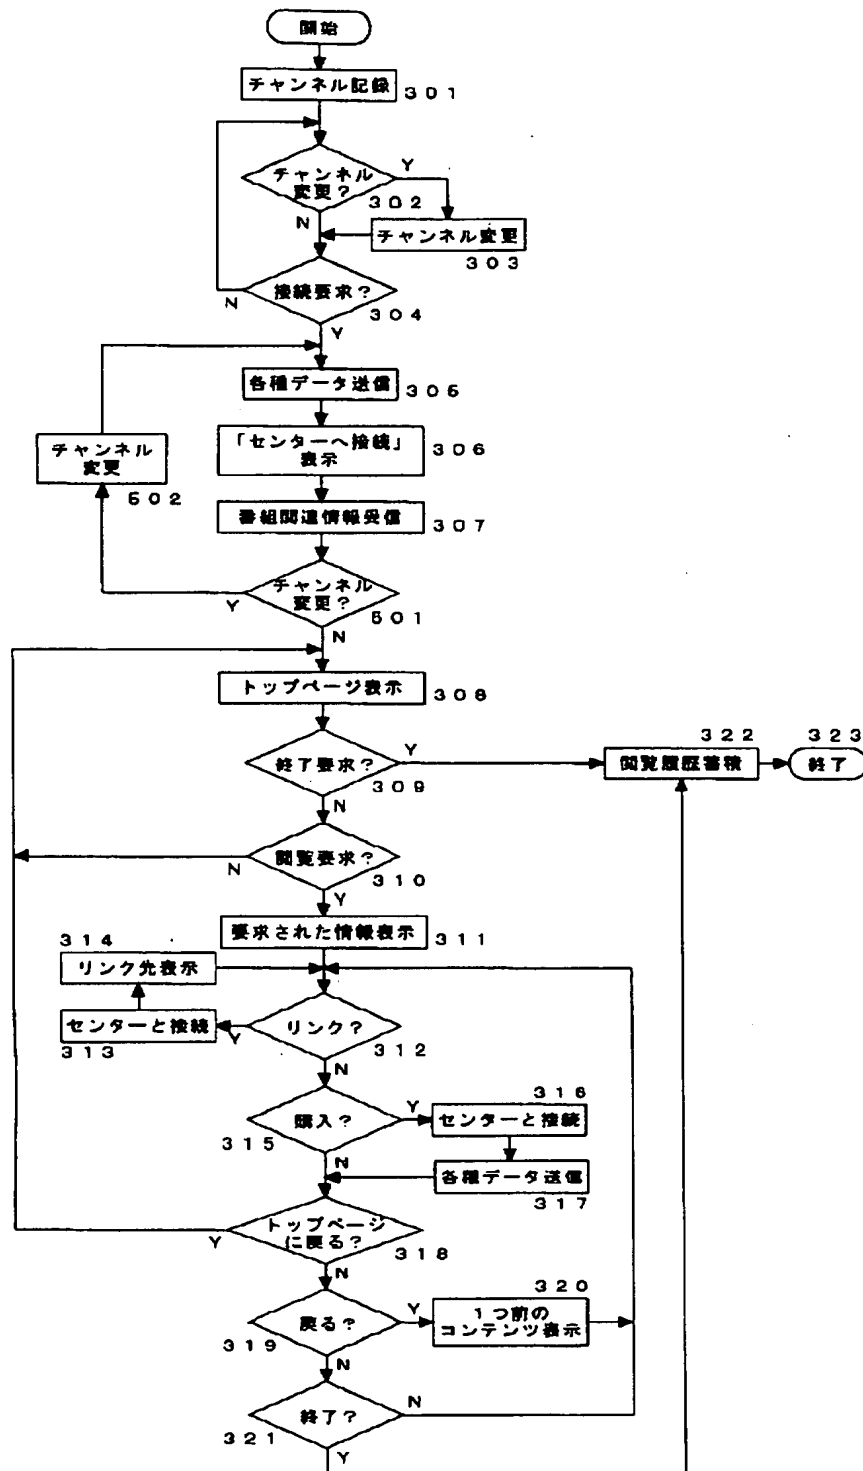 開始
チャンネル記録
301
チャンネル
変更?
302
Y
N
チャンネル変更
303
接続要求?
304
N
Y
各種データ送信
305
「センターへ接続」
表示
306
チャンネル
変更
502
番組関連情報受信
307
チャンネル
変更?
501
Y
N
トップページ表示
308
終了要求?
309
Y
N
322
閲覧履歴蓄積
323
終了
閲覧要求?
310
N
Y
要求された情報表示
311
314
リンク先表示
センターと接続
313
Y
リンク?
312
N
購入?
315
Y
N
316
センターと接続
各種データ送信
317
トップページ
に戻る?
318
Y
N
戻る?
319
Y
N
320
1つ前の
コンテンツ表示
終了?
321
N
Y